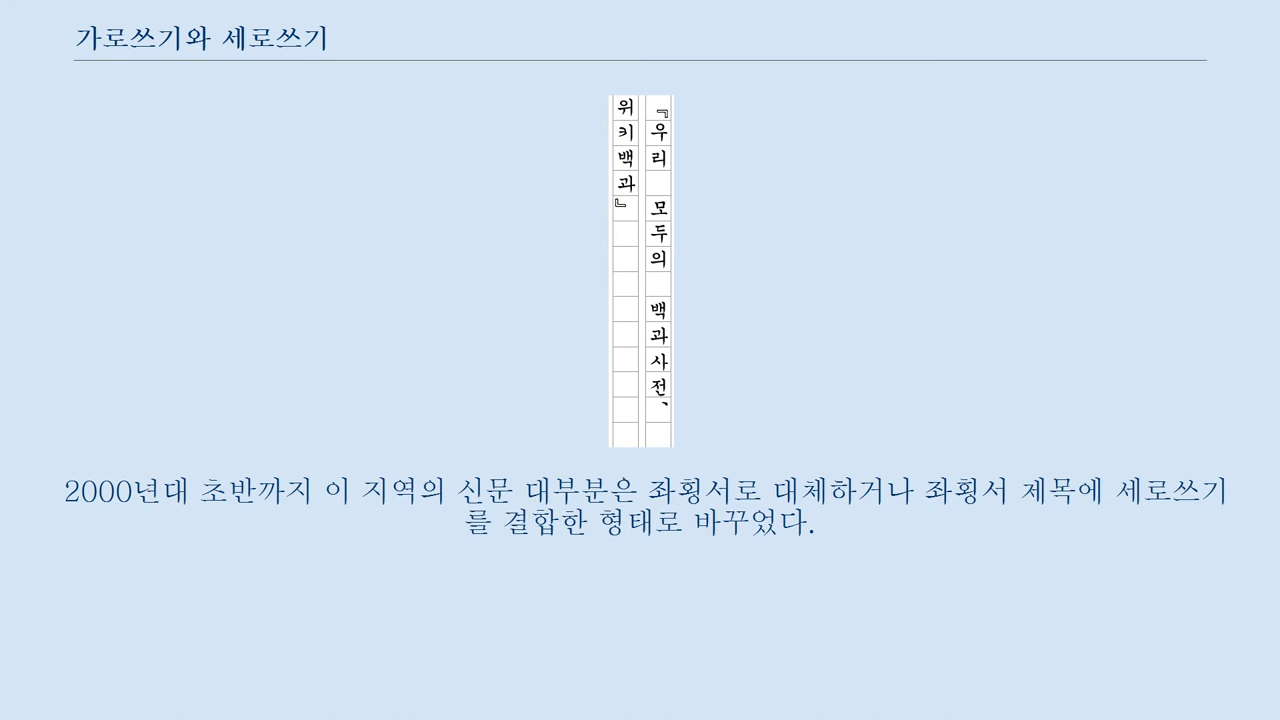 가로쓰기와 세로쓰기
『우리 모두의 백과사전、
위키백과』
2000년대 초반까지 이 지역의 신문 대부분은 좌횡서로 대체하거나 좌횡서 제목에 세로쓰기
를 결합한 형태로 바꾸었다.